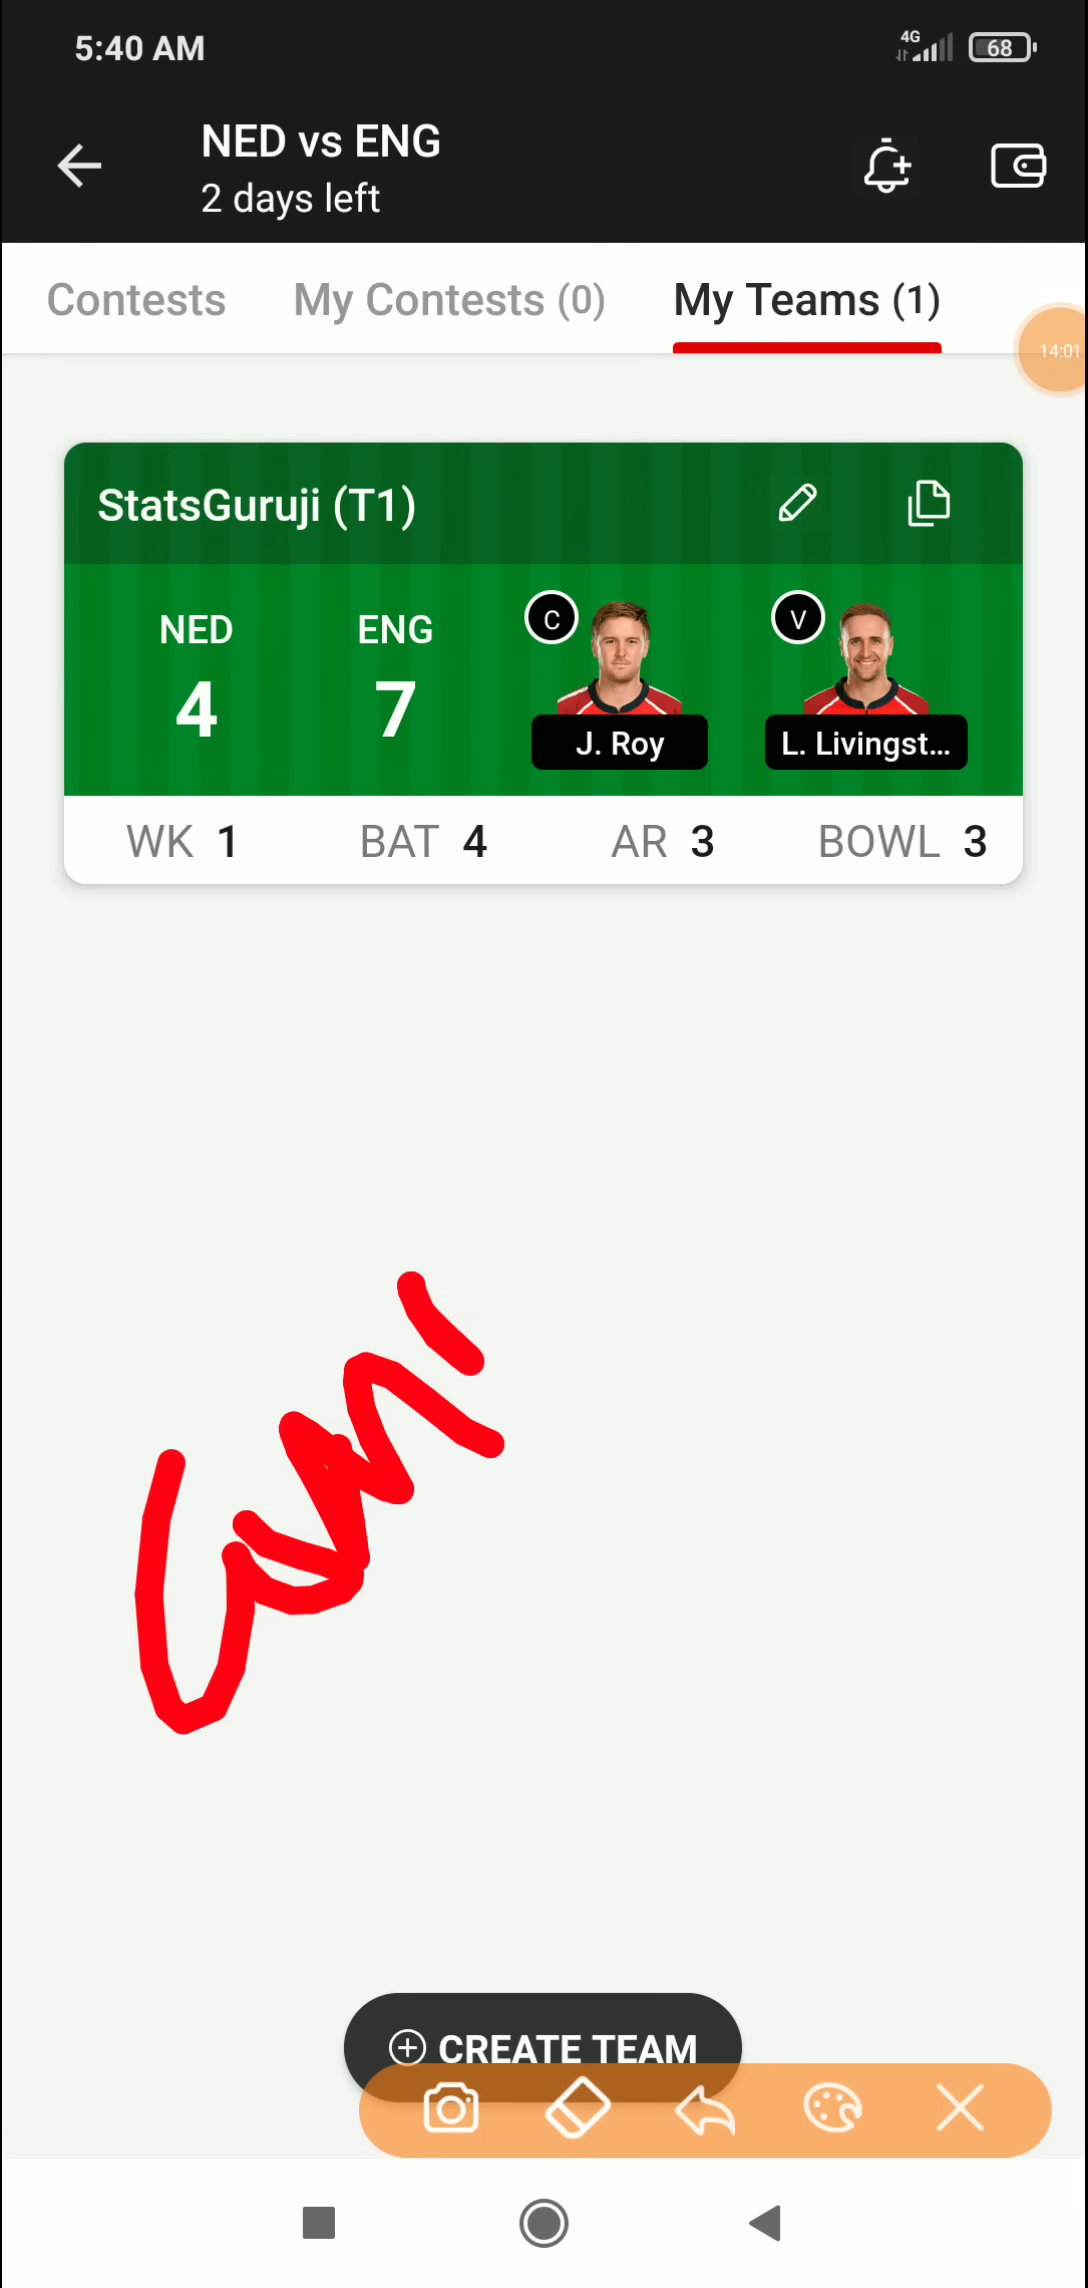 5:40 AM
4G
68
NED vs ENG
2 days left
Contests
My Contests (0)
My Teams (1)
14:01
StatsGuruji (T1)
NED
4
ENG
7
C
J. Roy
V
L. Livingst...
WK 1
BAT 4
AR 3
BOWL 3
CREATE TEAM